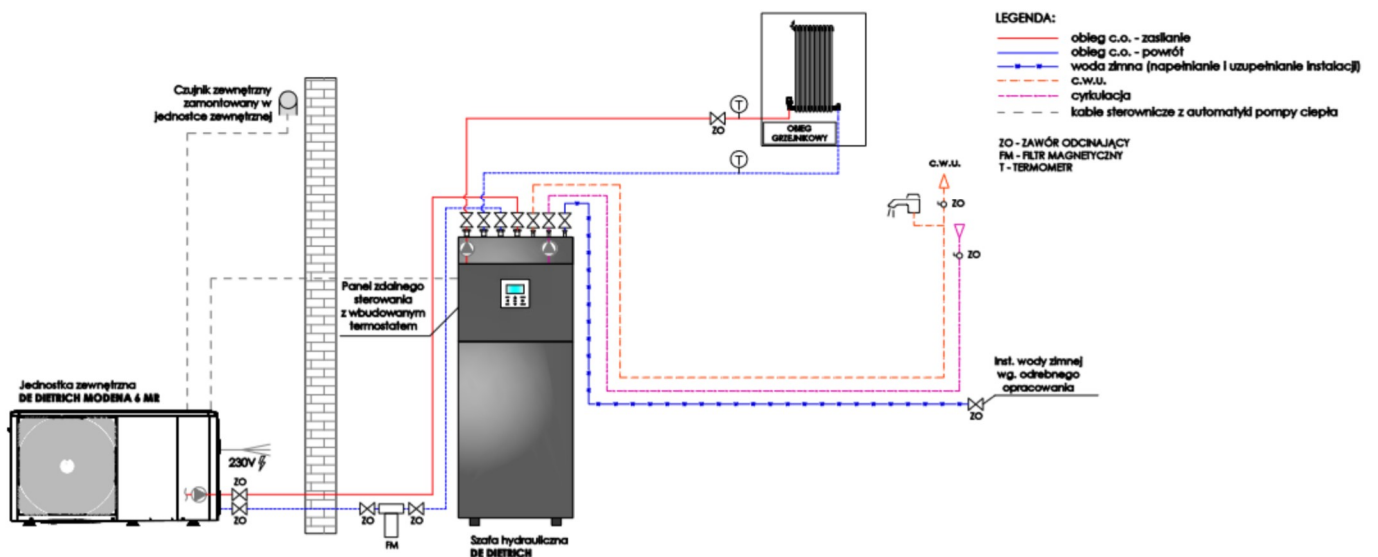 LEGENDA:
obieg c.o. - zasilanie
obieg c.o. - powrót
woda zimna (napełnianie i uzupełnianie instalacji)
c.w.u.
cyrkulacja
kable sterownicze z automatyki pompy ciepła
ZO - ZAWÓR ODCINAJĄCY
FM - FILTR MAGNETYCZNY
T - TERMOMETR
Czujnik zewnętrzny
zamontowany w
jednostce zewnętrznej
T
ZO
OBIEG
GRZEJNIKOWY
T
c.w.u.
ZO
ZO
Panel zdalnego
sterowania
z wbudowanym
termostatem
Inst. wody zimnej
wg. odrebnego
opracowania
ZO
Jednostka zewnętrzna
DE DIETRICH MODENA 6 MR
230V
ZO
ZO
ZO
ZO
FM
Szafa hydrauliczna
DE DIETRICH